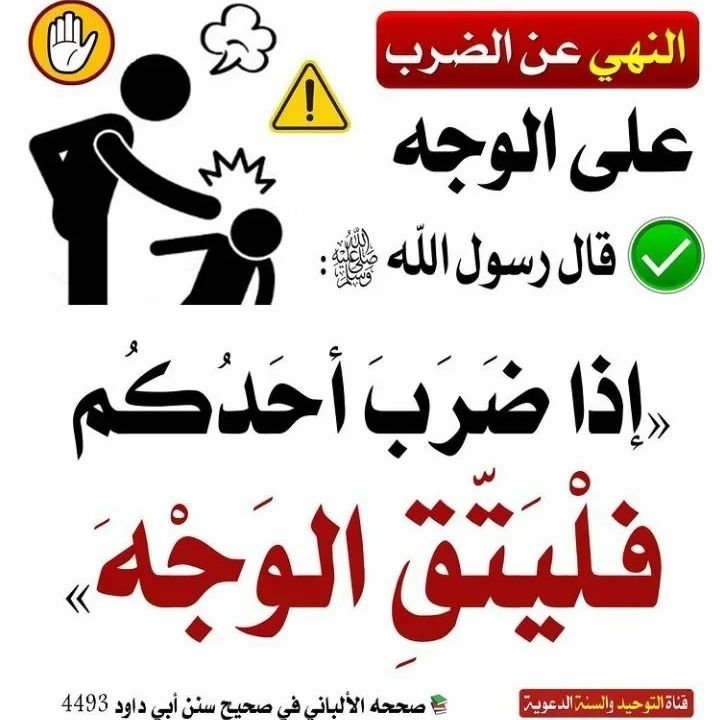 النهي عن الضرب
على الوجه
قال رسول الله ﷺ :
«إذا ضَرَبَ أحَدُكُم
فلْيَتَّقِ الوَجْهَ»
صححه الألباني في صحيح سنن أبي داود 4493
قناة التوحيد والسنة الدعوية